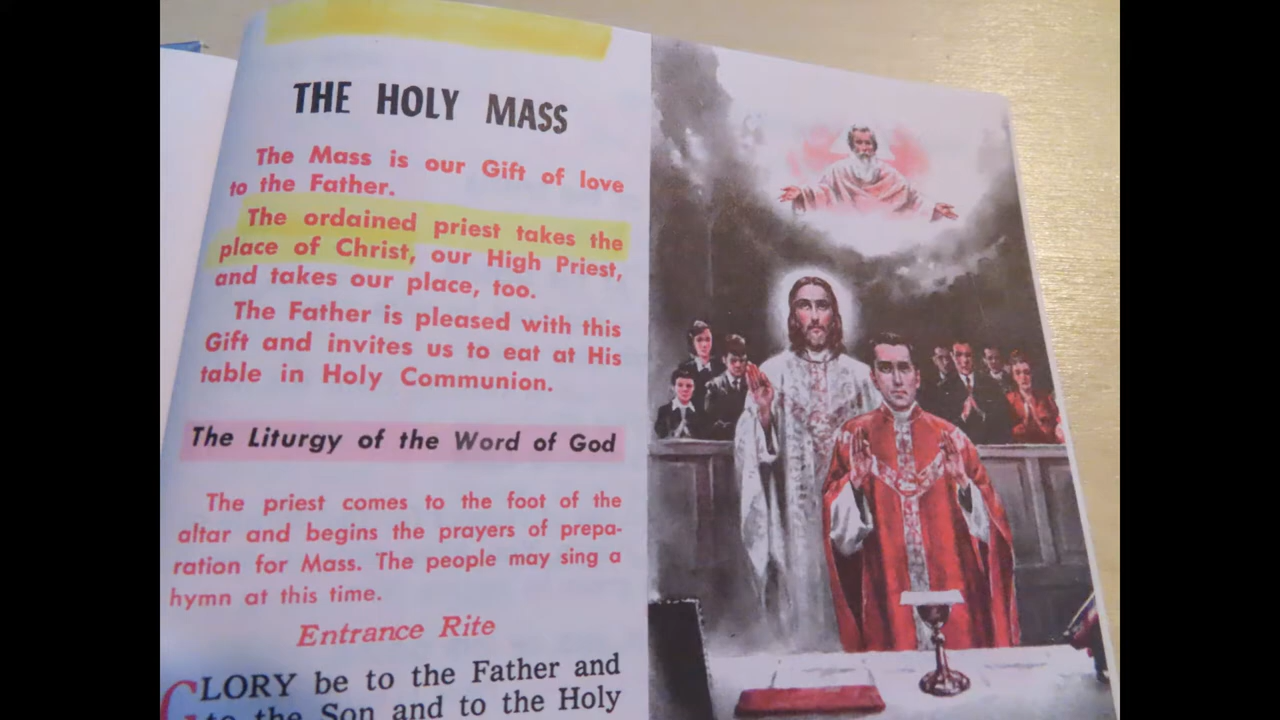 THE HOLY MASS
The Mass is our Gift of love
to the Father.
The ordained priest takes the
place of Christ, our High Priest,
and takes our place, too.
The Father is pleased with this
Gift and invites us to eat at His
table in Holy Communion.
The Liturgy of the Word of God
The priest comes to the foot of the
altar and begins the prayers of prepa-
ration for Mass. The people may sing a
hymn at this time.
Entrance Rite
GLORY be to the Father and
to the Son and to the Holy